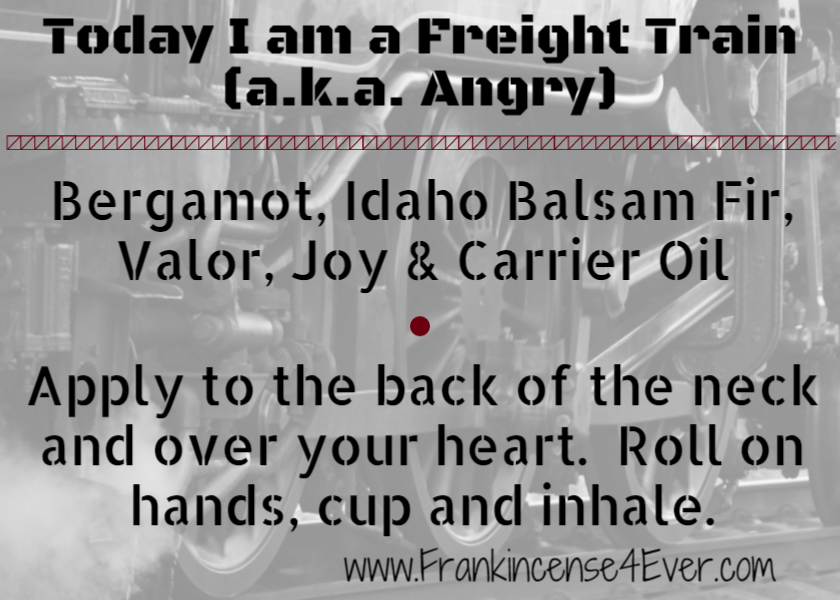 Today I am a Freight Train
(a.k.a. Angry)
Bergamot, Idaho Balsam Fir,
Valor, Joy & Carrier Oil
Apply to the back of the neck
and over your heart. Roll on
hands, cup and inhale.
www.Frankincense4Ever.com